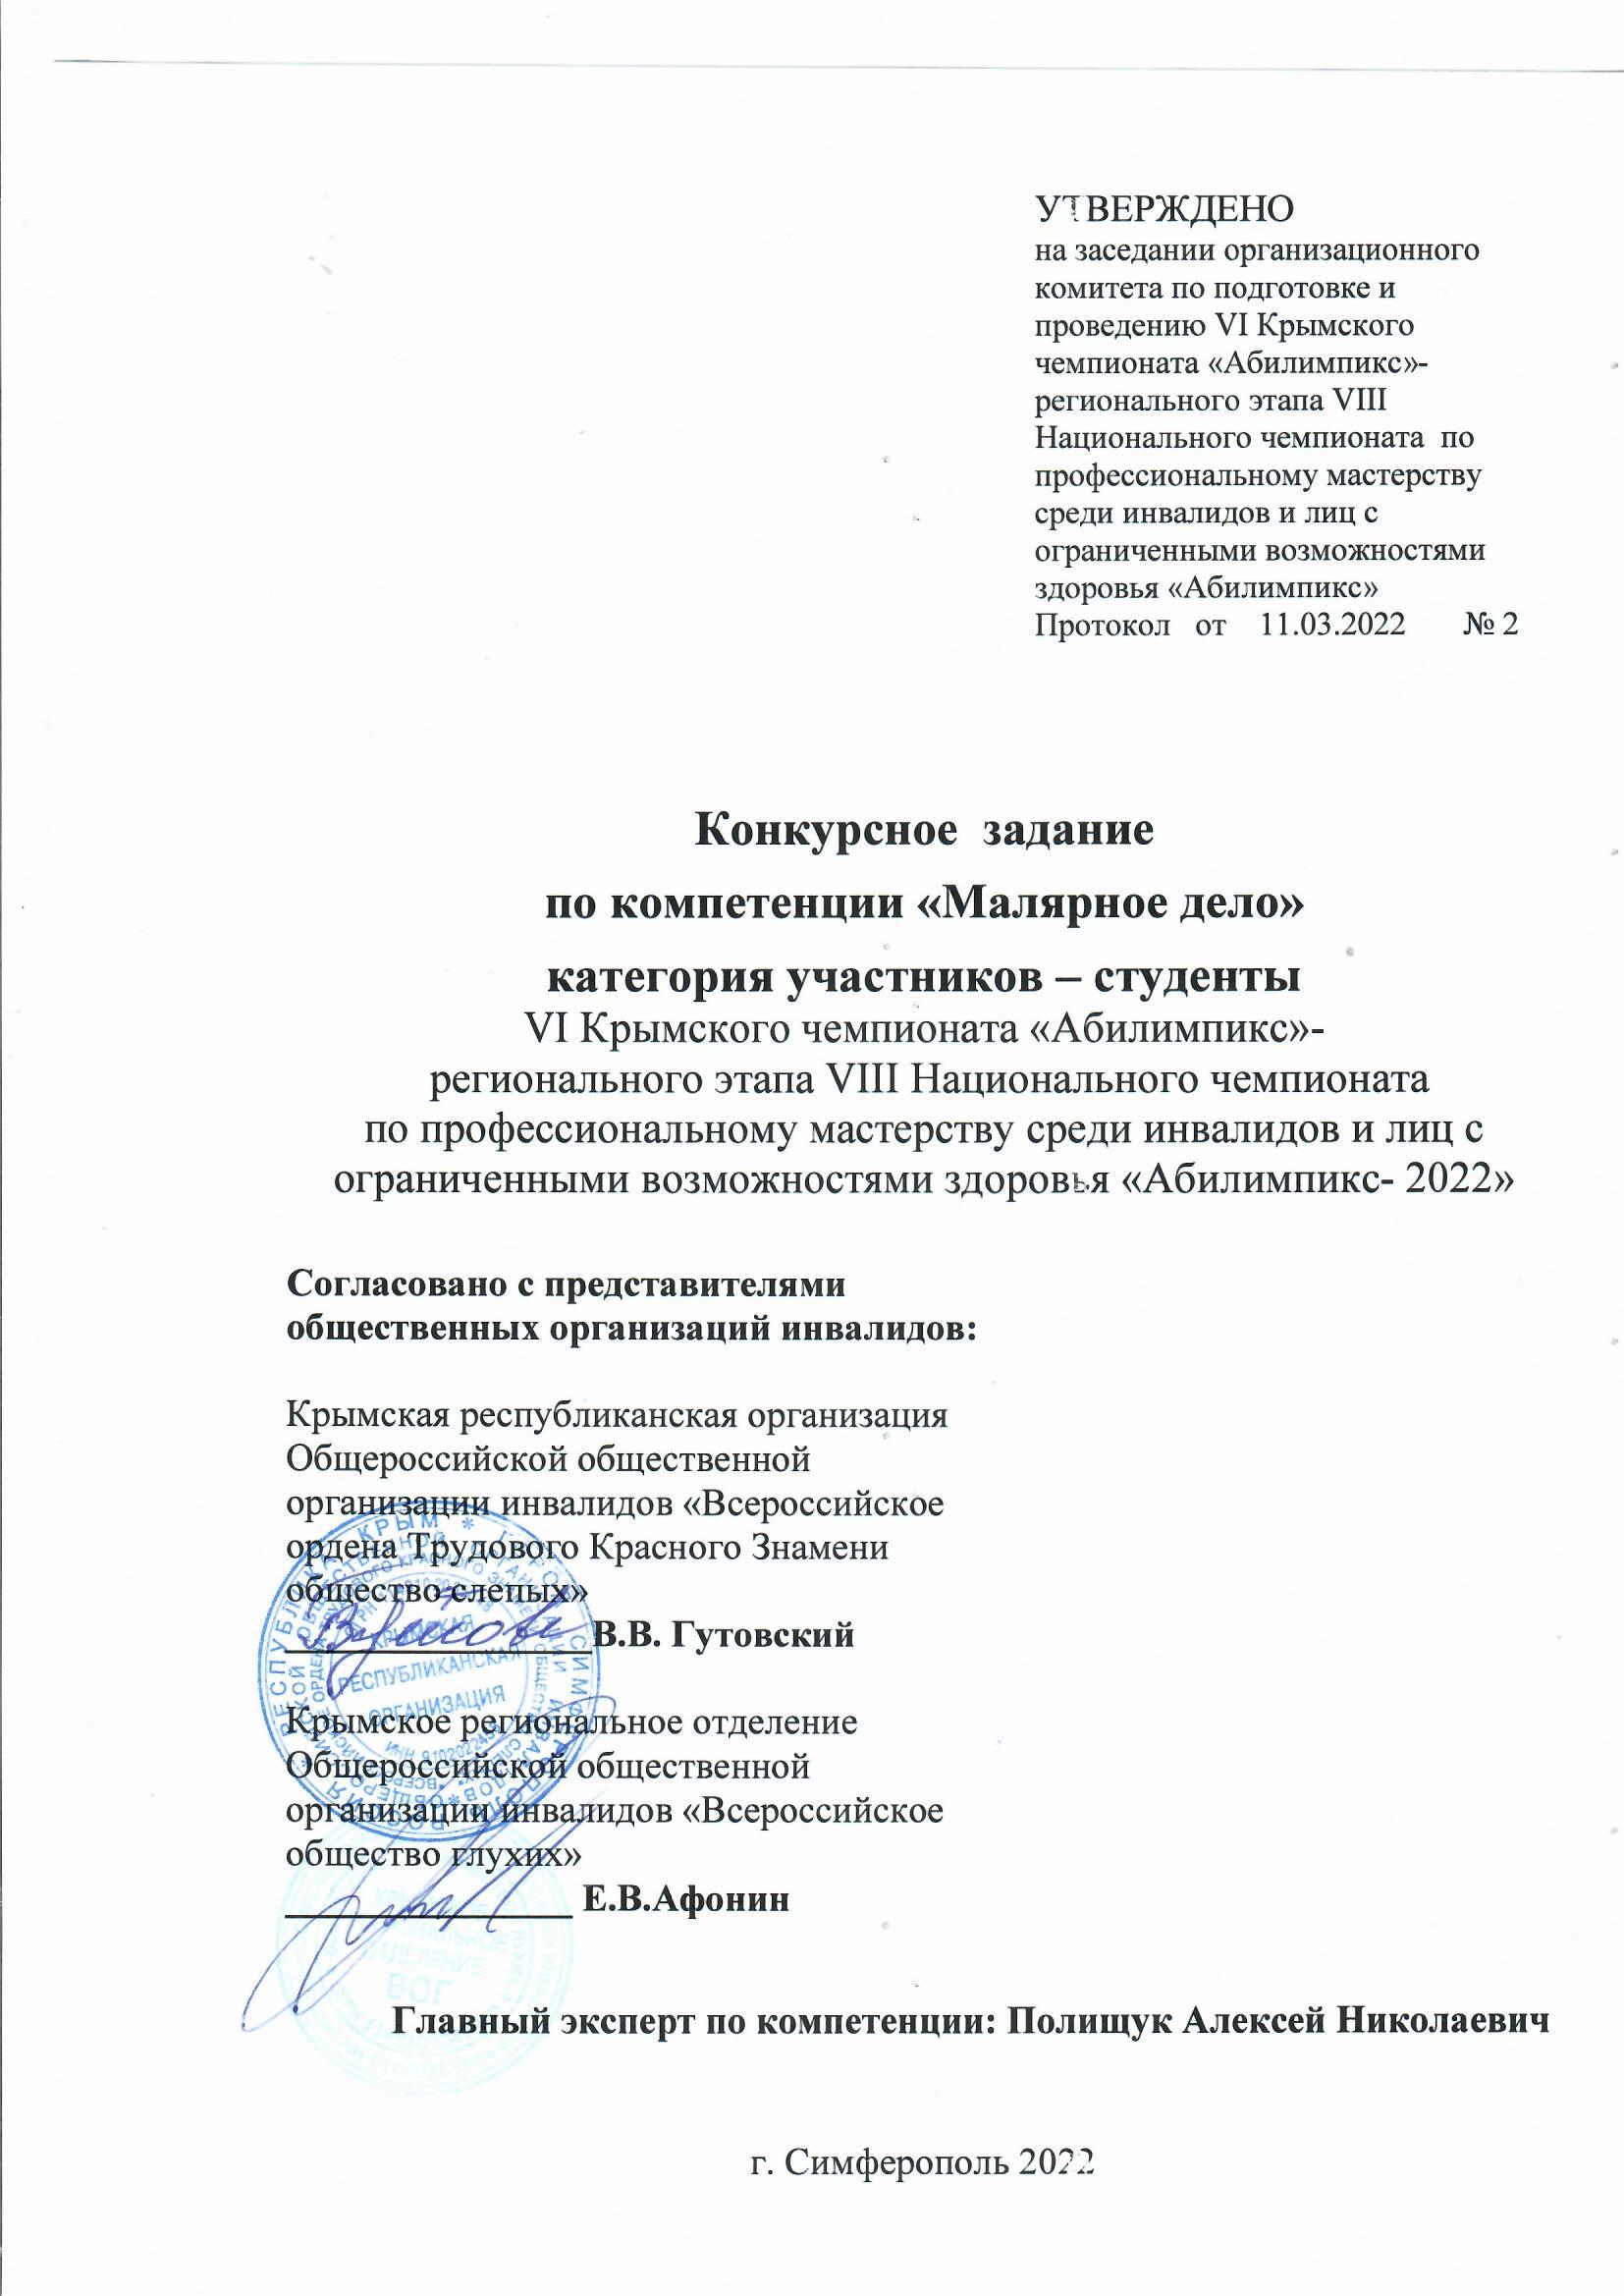 УТВЕРЖДЕНО
на заседании организационного
комитета по подготовке и
проведению VI Крымского
чемпионата «Абилимпикс»-
регионального этапа VIII
Национального чемпионата по
профессиональному мастерству
среди инвалидов и лиц с
ограниченными возможностями
здоровья «Абилимпикс»
Протокол от 11.03.2022 № 2
Конкурсное задание
по компетенции «Малярное дело»
категория участников – студенты
VI Крымского чемпионата «Абилимпикс»-
регионального этапа VIII Национального чемпионата
по профессиональному мастерству среди инвалидов и лиц с
ограниченными возможностями здоровья «Абилимпикс- 2022»
Согласовано с представителями
общественных организаций инвалидов:
Крымская республиканская организация
Общероссийской общественной
организации инвалидов «Всероссийское
ордена Трудового Красного Знамени
общество слепых»
В.В. Гутовский
КРЫМСКАЯ
РЕСПУБЛИКАНСКАЯ
ОРГАНИЗАЦИЯ
Крымское региональное отделение
Общероссийской общественной
организации инвалидов «Всероссийское
общество глухих»
Е.В.Афонин
ОТДЕЛЕНИЕ
ВОГ
Главный эксперт по компетенции: Полищук Алексей Николаевич
г. Симферополь 2022